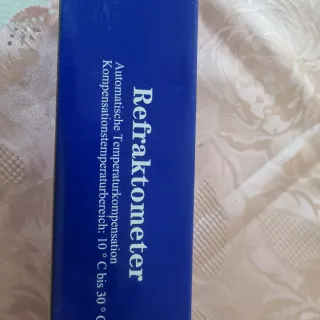 Refraktometer
Automatische Temperaturkompensation
Kompensationstemperaturbereich: 10 ° C bis 30 ° C